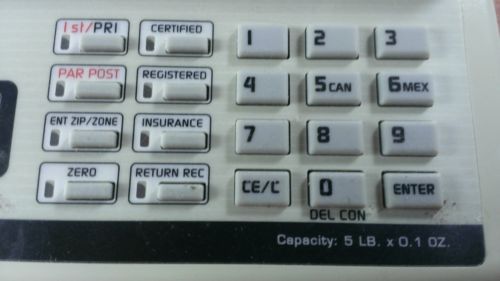 1st/PRI CERTIFIED 1 2 3
PAR POST REGISTERED 4 5CAN 6MEX
ENT ZIP/ZONE INSURANCE 7 8 9
ZERO RETURN REC CE/C 0 ENTER
DEL CON
Capacity: 5 LB. x 0.1 OZ.